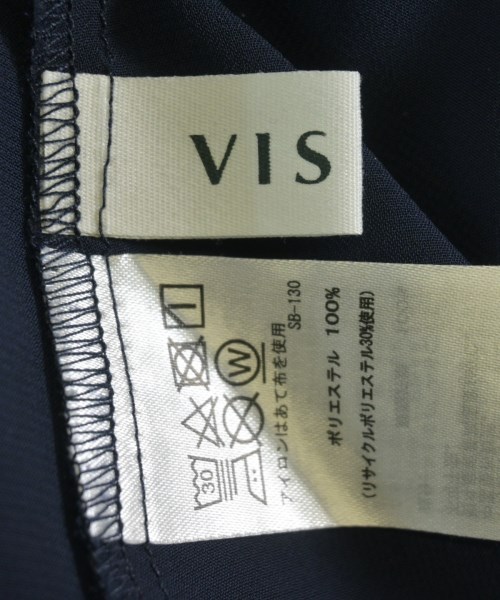 VIS
30
W
アイロンはあて布を使用
SB-130
ポリエステル 100%
(リサイクルポリエステル30%使用)